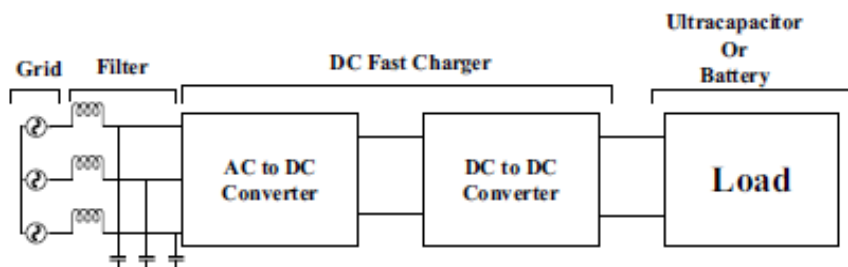 Ultracapacitor
Or
Battery
Grid
Filter
DC Fast Charger
AC to DC
Converter
DC to DC
Converter
Load